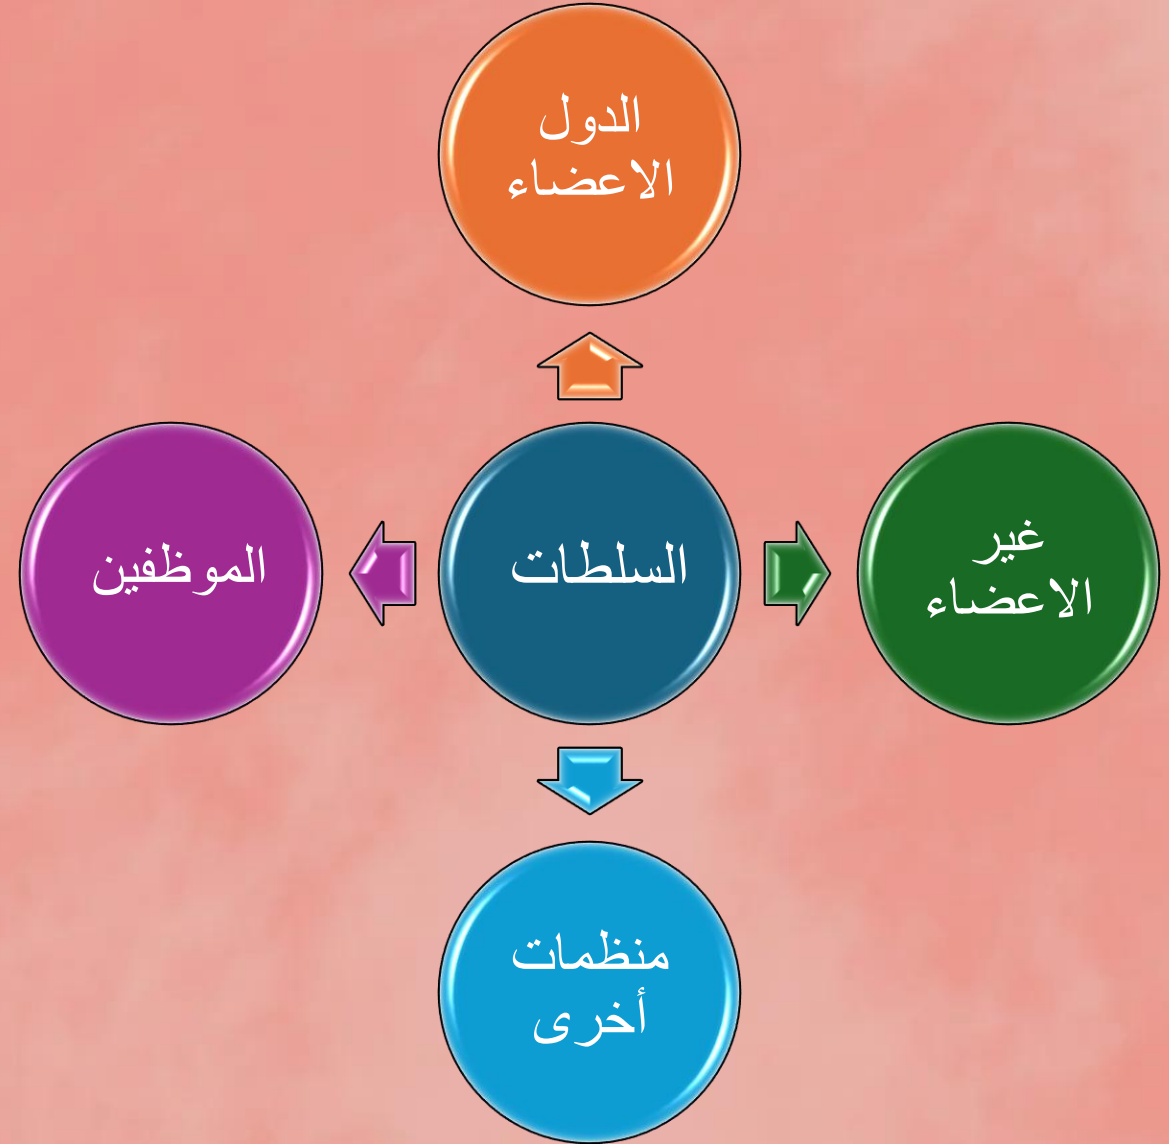 الدول
الاعضاء
غير
الاعضاء
السلطات
الموظفين
منظمات
أخرى